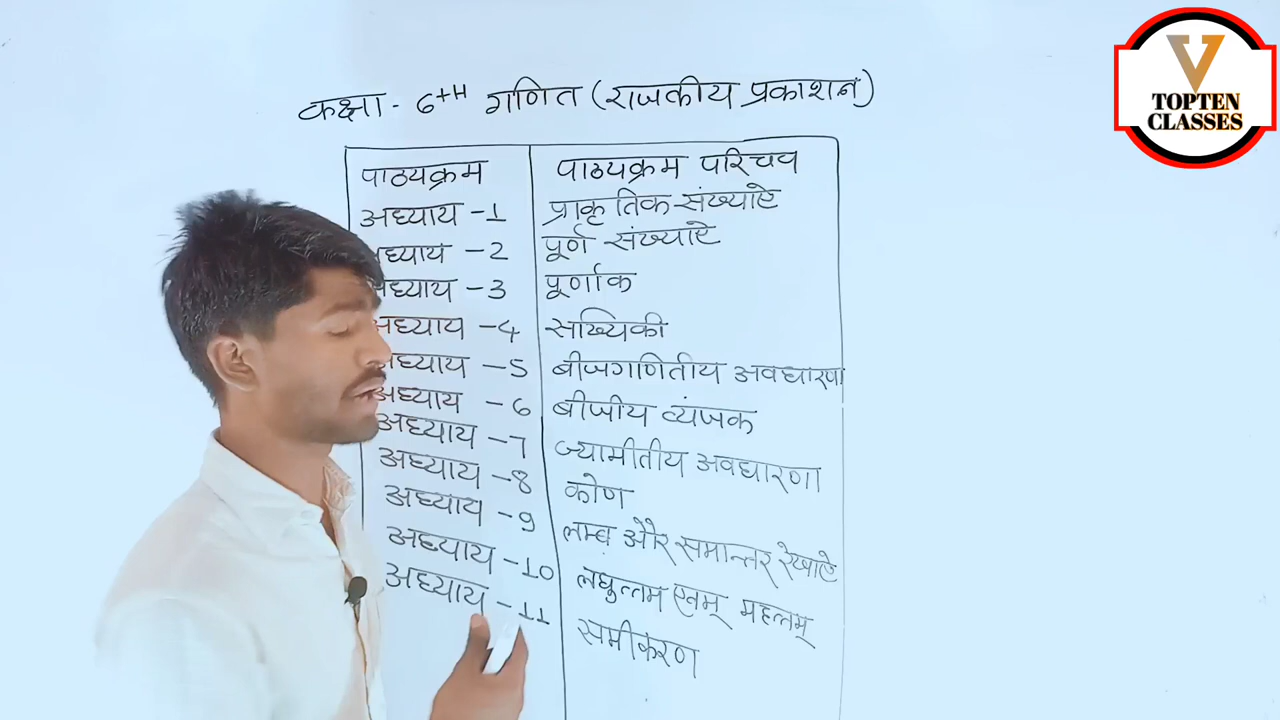 कक्षा - 6TH गणित (राजकीय प्रकाशन)
V
TOPTEN
CLASSES
पाठयक्रम पाठयक्रम परिचय
अध्याय -1 प्राकृतिक संख्याऐ
अध्याय -2 पूर्ण संख्याऐ
अध्याय -3 पूर्णाक
अध्याय -4 सांख्यिकी
अध्याय -5 बीजगणितीय अवधारणा
अध्याय -6 बीजीय व्यंजक
अध्याय -7 ज्यामीतीय अवधारणा
अध्याय -8 कोण
अध्याय -9 लम्ब और समान्तर रेखाऐ
अध्याय -10 लघुत्तम एवम् महत्तम्
अध्याय -11 समीकरण